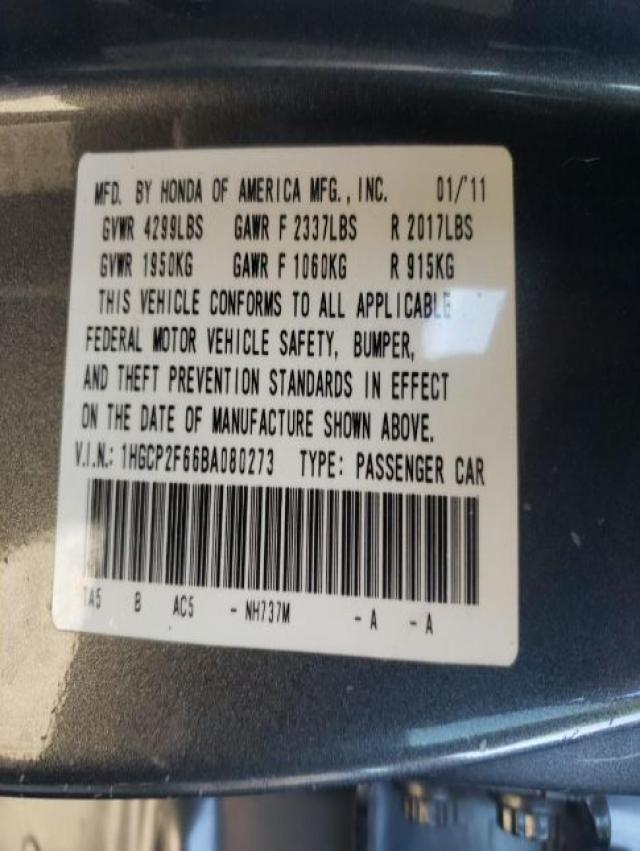 MFD. BY HONDA OF AMERICA MFG., INC. 01/'11
GVWR 4299LBS GAWR F 2337LBS R 2017LBS
GVWR 1950KG GAWR F 1060KG R 915KG
THIS VEHICLE CONFORMS TO ALL APPLICABLE
FEDERAL MOTOR VEHICLE SAFETY, BUMPER,
AND THEFT PREVENTION STANDARDS IN EFFECT
ON THE DATE OF MANUFACTURE SHOWN ABOVE.
V.I.N.: 1HGCP2F66BA080273 TYPE: PASSENGER CAR
TA5 B AC5 - NH737M - A - A